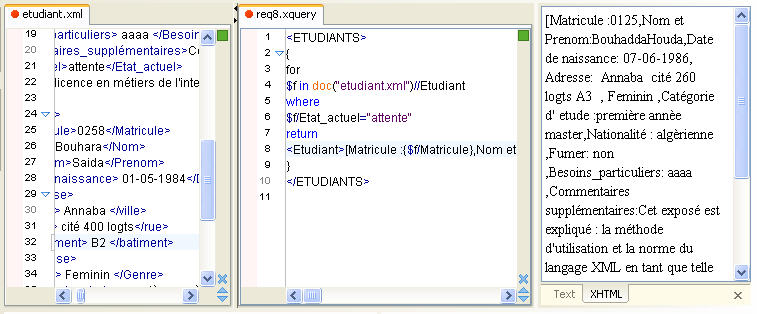 etudiant.xml
19 particuliers> aaaa </Besoins
20 aires_supplémentaires>Ce
21 el>attente</Etat_actuel>
22 licence en métiers de l'inte
23
24 >
25 ule>0258</Matricule>
26 Bouhara</Nom>
27 m>Saida</Prenom>
28 naissance> 01-05-1984</D
29 se>
30 > Annaba </ville>
31 > cité 400 logts</rue>
32 ment> B2 </batiment>
33 se>
34 > Feminin </Genre>
req8.xquery
1 <ETUDIANTS>
2 {
3 for
4 $f in doc("etudiant.xml")//Etudiant
5 where
6 $f/Etat_actuel="attente"
7 return
8 <Etudiant>[Matricule :{$f/Matricule},Nom et
9 }
10 </ETUDIANTS>
11
[Matricule :0125,Nom et
Prenom:BouhaddaHouda,Date
de naissance: 07-06-1986,
Adresse: Annaba cité 260
logts A3 , Feminin ,Catégorie
d' etude :première annèe
master,Nationalité : algèrienne
,Fumer: non
,Besoins_particuliers: aaaa
,Commentaires
supplémentaires:Cet exposé est
expliqué : la méthode
d'utilisation et la norme du
langage XML en tant que telle
Text XHTML